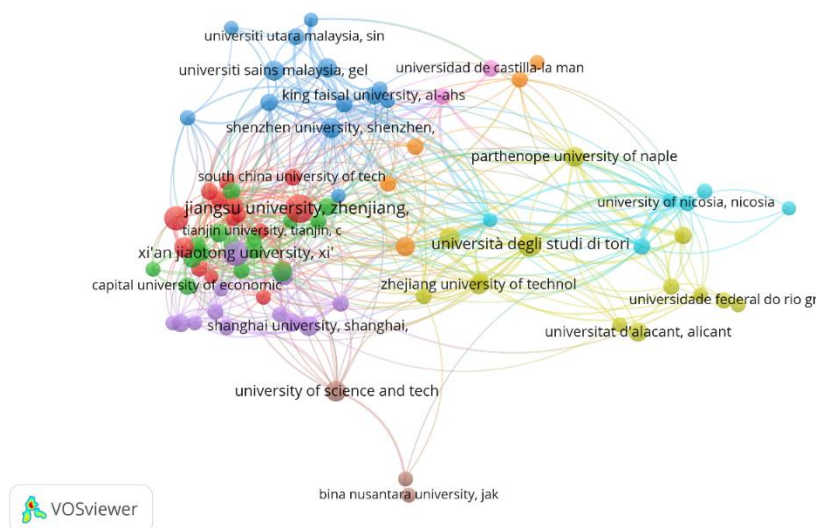 universiti utara malaysia, sin
universidad de castilla-la man
universiti sains malaysia, gel
king faisal university, al-ahs
shenzhen university, shenzhen,
parthenope university of naple
south china university of tech
university of nicosia, nicosia
jiangsu university, zhenjiang,
tianjin university, tianjin, c
università degli studi di tori
xi'an jiaotong university, xi'
capital university of economic
zhejiang university of technol
universidade federal do rio gr
shanghai university, shanghai,
universitat d'alacant, alicant
university of science and tech
bina nusantara university, jak
VOSviewer